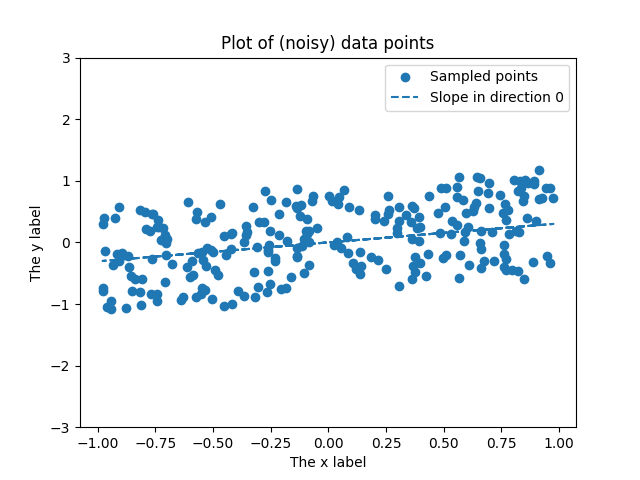 Plot of (noisy) data points
Sampled points
Slope in direction 0
The y label
3
2
1
0
−1
−2
−3
−1.00 −0.75 −0.50 −0.25 0.00 0.25 0.50 0.75 1.00
The x label